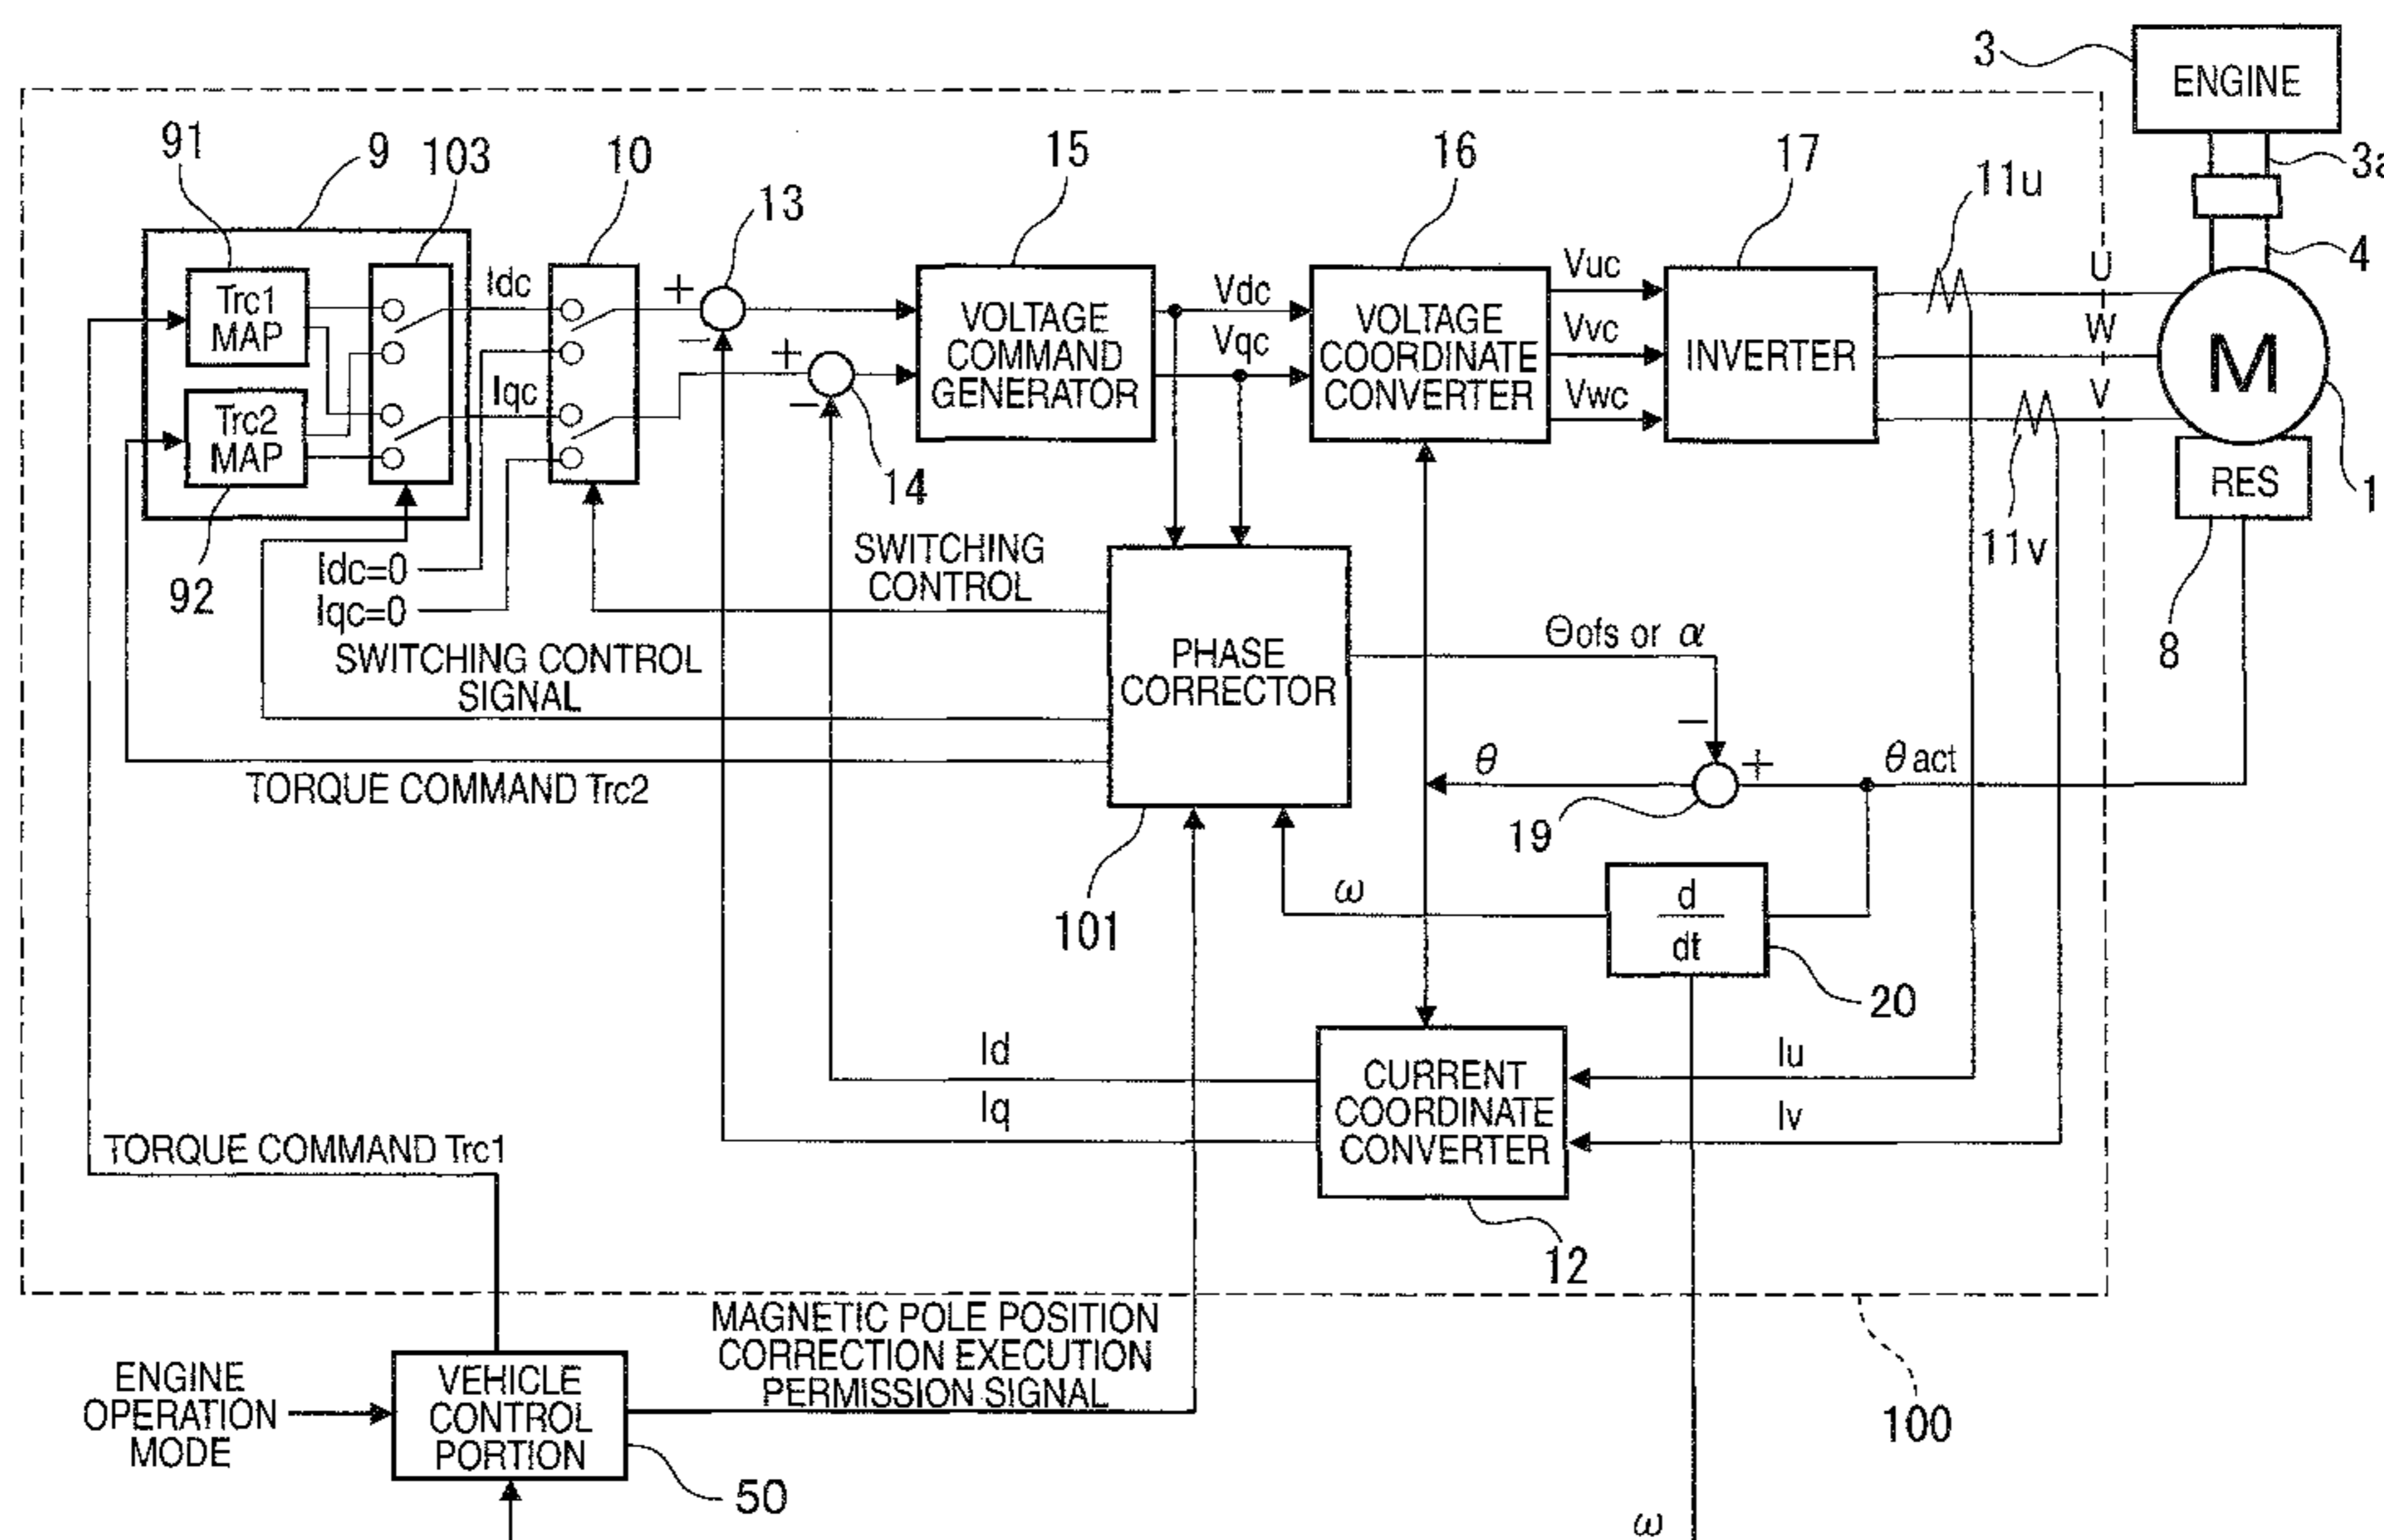 3
ENGINE
3a
4
91
9
103
10
13
15
16
17
11u
Trc1
MAP
Trc2
MAP
92
Idc
Iqc
+
−
+
−
14
VOLTAGE
COMMAND
GENERATOR
Vdc
Vqc
VOLTAGE
COORDINATE
CONVERTER
Vuc
Vvc
Vwc
INVERTER
U
W
V
M
1
RES
8
11v
Idc=0
Iqc=0
SWITCHING
CONTROL
SWITCHING CONTROL
SIGNAL
TORQUE COMMAND Trc2
PHASE
CORRECTOR
101
Θofs or α
−
+
θ
θact
19
ω
d
dt
20
Id
Iq
CURRENT
COORDINATE
CONVERTER
Iu
Iv
12
TORQUE COMMAND Trc1
MAGNETIC POLE POSITION
CORRECTION EXECUTION
PERMISSION SIGNAL
ENGINE
OPERATION
MODE
VEHICLE
CONTROL
PORTION
50
100
ω